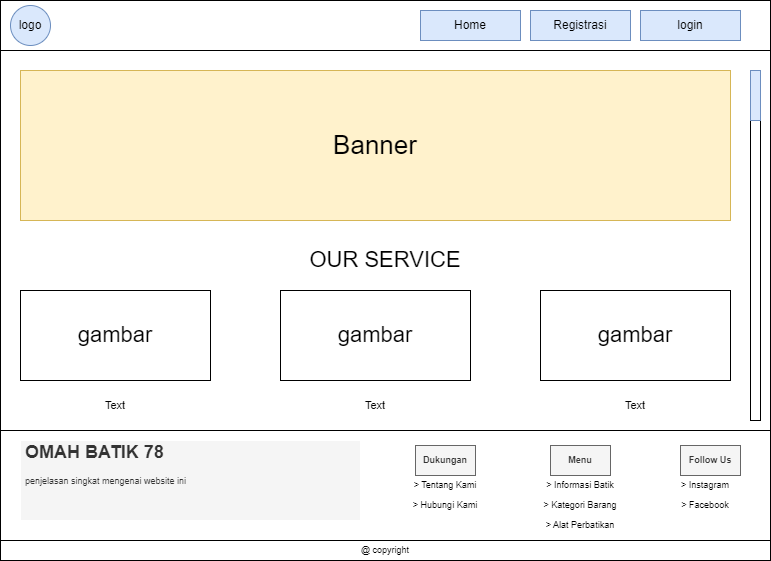 logo
Home
Registrasi
login
Banner
OUR SERVICE
gambar
gambar
gambar
Text
Text
Text
OMAH BATIK 78
penjelasan singkat mengenai website ini
Dukungan
> Tentang Kami
> Hubungi Kami
Menu
> Informasi Batik
> Kategori Barang
> Alat Perbatikan
Follow Us
> Instagram
> Facebook
@ copyright